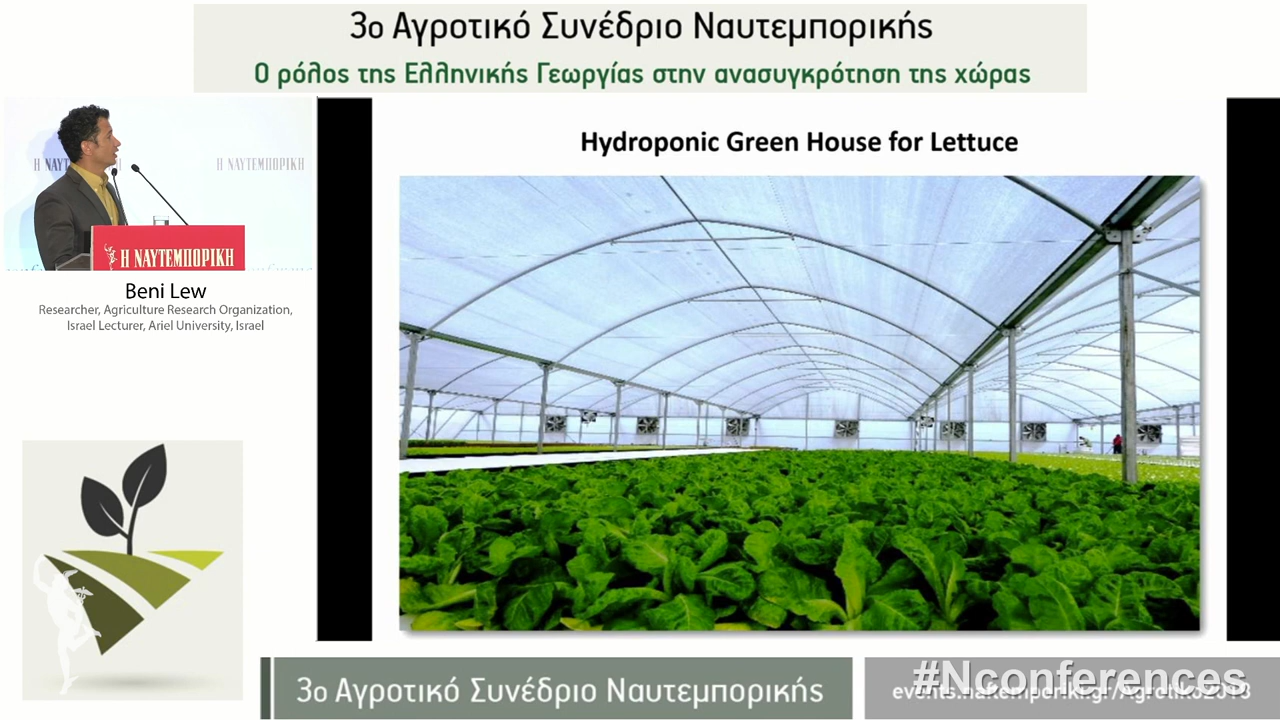 3ο Αγροτικό Συνέδριο Ναυτεμπορικής
Ο ρόλος της Ελληνικής Γεωργίας στην ανασυγκρότηση της χώρας
Η ΝΑΥΤΕΜΠΟΡΙΚΗ
Η ΝΑΥΤΕΜΠΟΡΙΚΗ
Beni Lew
Researcher, Agriculture Research Organization,
Israel Lecturer, Ariel University, Israel
Hydroponic Green House for Lettuce
3ο Αγροτικό Συνέδριο Ναυτεμπορικής
#Nconferences